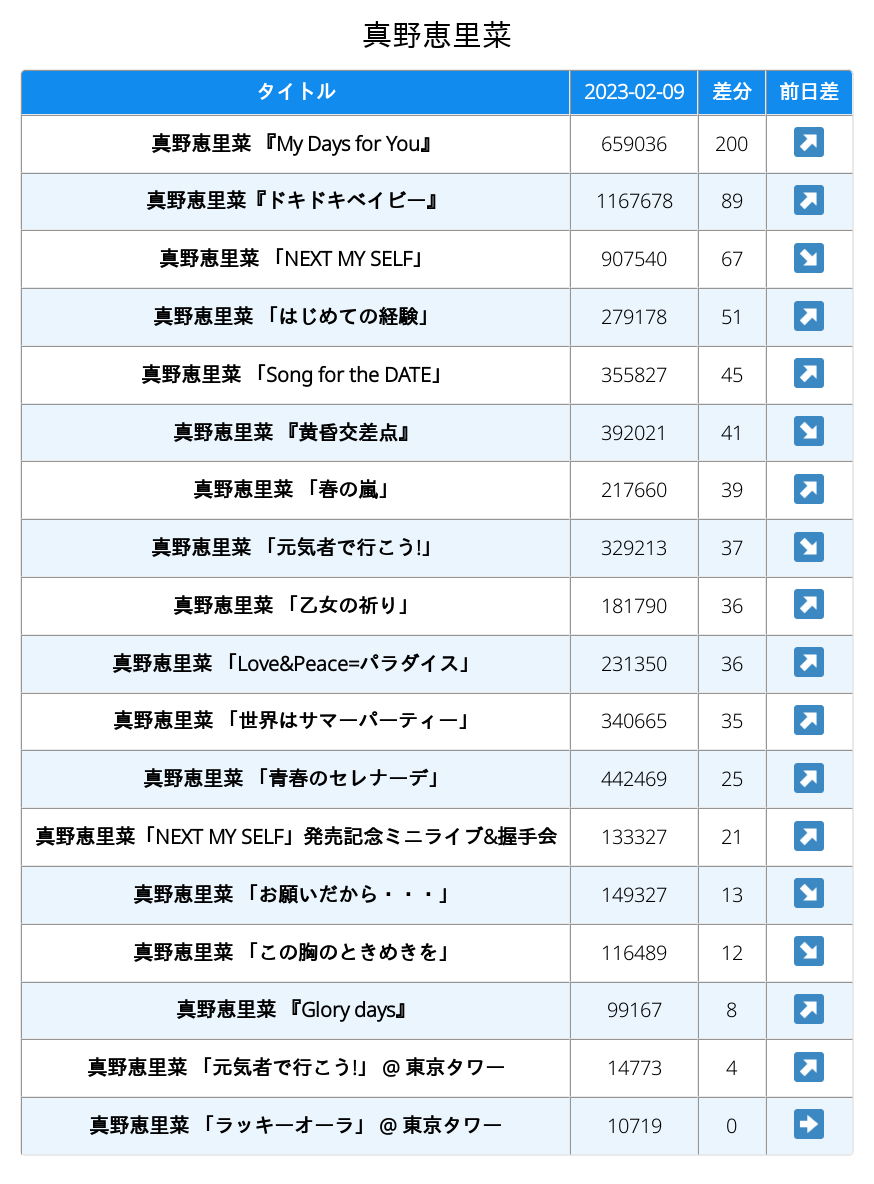 真野恵里菜
タイトル 2023-02-09 差分 前日差
真野恵里菜 『My Days for You』 659036 200 ↗
真野恵里菜『ドキドキベイビー』 1167678 89 ↗
真野恵里菜 「NEXT MY SELF」 907540 67 ↘
真野恵里菜 「はじめての経験」 279178 51 ↗
真野恵里菜 「Song for the DATE」 355827 45 ↗
真野恵里菜 『黄昏交差点』 392021 41 ↘
真野恵里菜 「春の嵐」 217660 39 ↗
真野恵里菜 「元気者で行こう!」 329213 37 ↘
真野恵里菜 「乙女の祈り」 181790 36 ↗
真野恵里菜 「Love&Peace=パラダイス」 231350 36 ↗
真野恵里菜 「世界はサマーパーティー」 340665 35 ↗
真野恵里菜 「青春のセレナーデ」 442469 25 ↗
真野恵里菜「NEXT MY SELF」発売記念ミニライブ&握手会 133327 21 ↗
真野恵里菜 「お願いだから・・・」 149327 13 ↘
真野恵里菜 「この胸のときめきを」 116489 12 ↘
真野恵里菜 『Glory days』 99167 8 ↗
真野恵里菜 「元気者で行こう!」 @ 東京タワー 14773 4 ↗
真野恵里菜 「ラッキーオーラ」 @ 東京タワー 10719 0 ➡